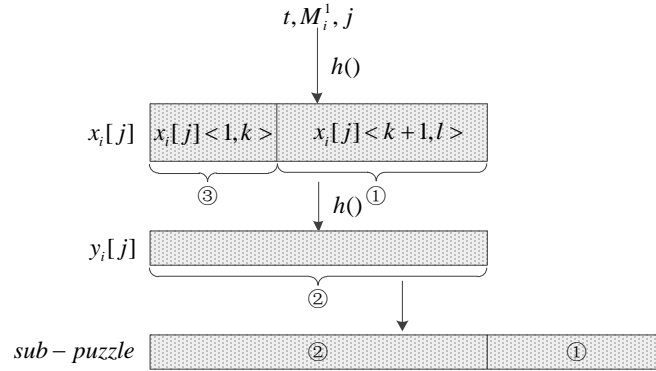 t, M_i^1, j
h()
x_i[j] x_i[j]<1,k> x_i[j]<k+1,l>
③ ①
h()
y_i[j]
②
sub-puzzle ② ①